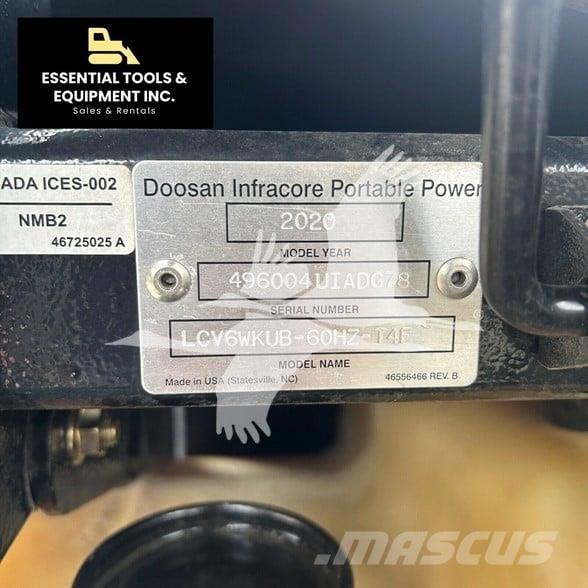 ESSENTIAL TOOLS &
EQUIPMENT INC.
Sales & Rentals
ADA ICES-002
NMB2
46725025 A
Doosan Infracore Portable Power
2020
MODEL YEAR
496004UIADG78
SERIAL NUMBER
LCV6WKUB-60HZ-T4F
MODEL NAME
Made in USA (Statesville, NC)
46556466 REV. B
MASCUS